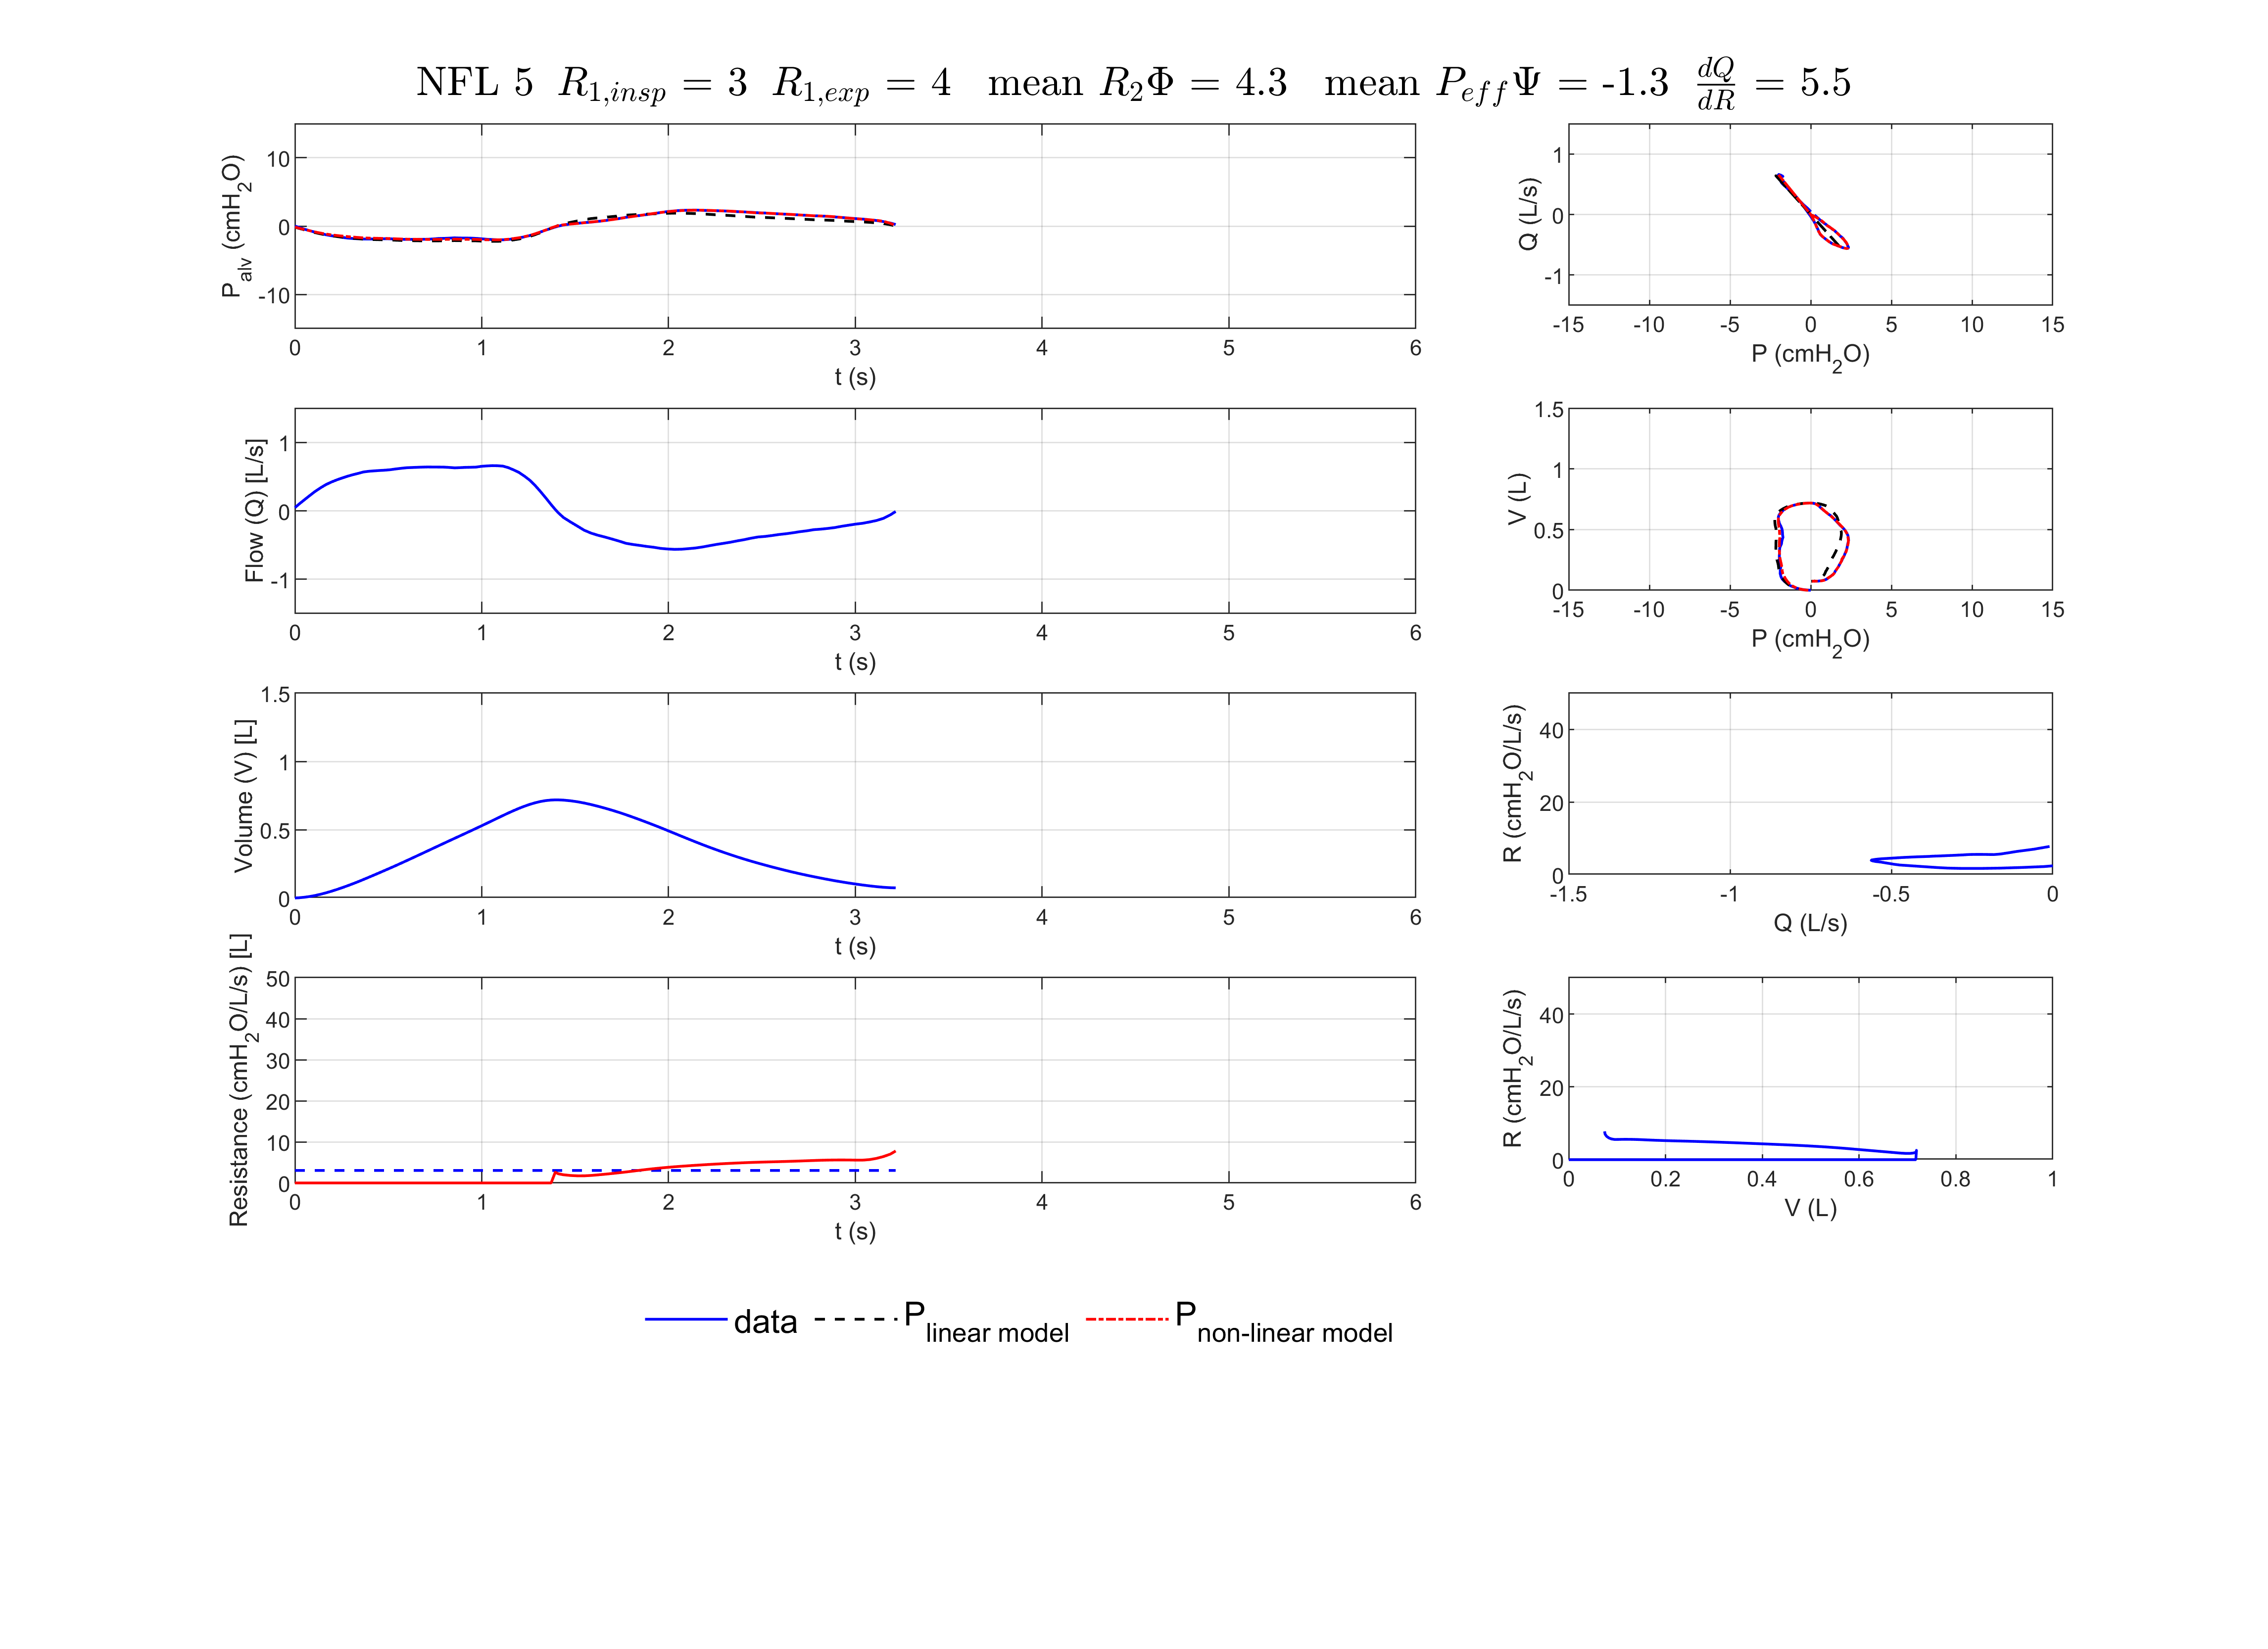 NFL 5 R1,insp = 3 R1,exp = 4 mean R2Φ = 4.3 mean PeffΨ = -1.3 dQ/dR = 5.5
10
0
-10
Palv (cmH2O)
0 1 2 3 4 5 6
t (s)
1
0
-1
Q (L/s)
-15 -10 -5 0 5 10 15
P (cmH2O)
1
0
-1
Flow (Q) [L/s]
0 1 2 3 4 5 6
t (s)
1.5
1
0.5
0
V (L)
-15 -10 -5 0 5 10 15
P (cmH2O)
1.5
1
0.5
0
Volume (V) [L]
0 1 2 3 4 5 6
t (s)
40
20
0
R (cmH2O/L/s)
-1.5 -1 -0.5 0
Q (L/s)
50
40
30
20
10
0
Resistance (cmH2O/L/s) [L]
0 1 2 3 4 5 6
t (s)
40
20
0
R (cmH2O/L/s)
0 0.2 0.4 0.6 0.8 1
V (L)
data Plinear model Pnon-linear model